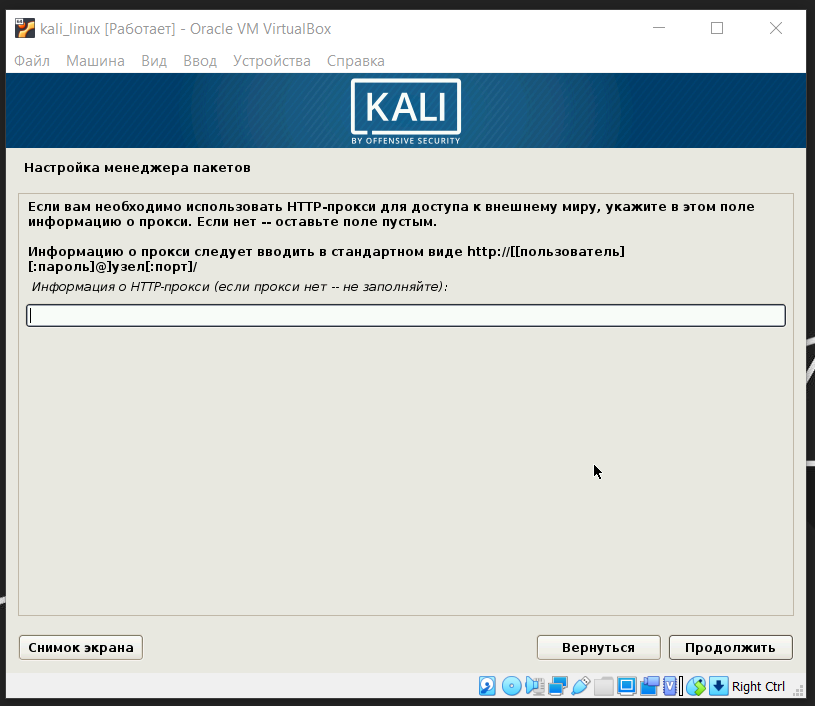 kali_linux [Работает] - Oracle VM VirtualBox
Файл Машина Вид Ввод Устройства Справка
KALI
BY OFFENSIVE SECURITY
Настройка менеджера пакетов
Если вам необходимо использовать HTTP-прокси для доступа к внешнему миру, укажите в этом поле
информацию о прокси. Если нет -- оставьте поле пустым.
Информацию о прокси следует вводить в стандартном виде http://[[пользователь]
[:пароль]@]узел[:порт]/
Информация о HTTP-прокси (если прокси нет -- не заполняйте):
Снимок экрана Вернуться Продолжить
Right Ctrl